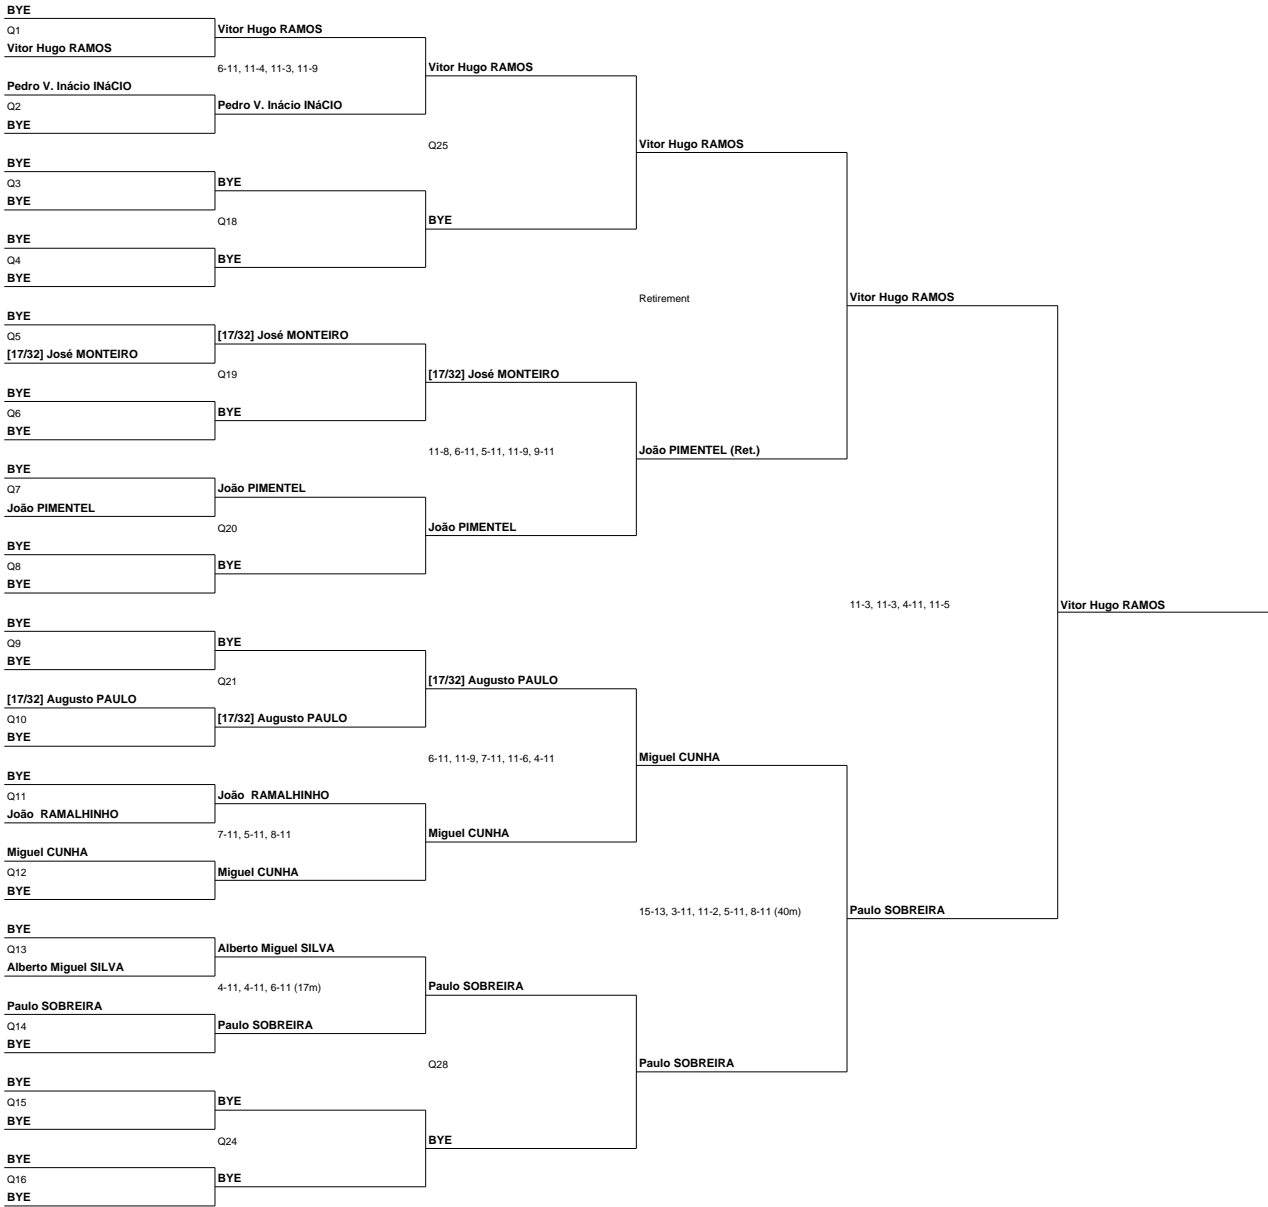 BYE
Q1
Vitor Hugo RAMOS
Pedro V. Inácio INáCIO
Q2
BYE
BYE
Q3
BYE
BYE
Q4
BYE
BYE
Q5
[17/32] José MONTEIRO
BYE
Q6
BYE
BYE
Q7
João PIMENTEL
BYE
Q8
BYE
BYE
Q9
BYE
[17/32] Augusto PAULO
Q10
BYE
BYE
Q11
João  RAMALHINHO
Miguel CUNHA
Q12
BYE
BYE
Q13
Alberto Miguel SILVA
Paulo SOBREIRA
Q14
BYE
BYE
Q15
BYE
BYE
Q16
BYE
Vitor Hugo RAMOS
6-11, 11-4, 11-3, 11-9
Pedro V. Inácio INáCIO
BYE
Q18
BYE
[17/32] José MONTEIRO
Q19
BYE
João PIMENTEL
Q20
BYE
BYE
Q21
[17/32] Augusto PAULO
João  RAMALHINHO
7-11, 5-11, 8-11
Miguel CUNHA
Alberto Miguel SILVA
4-11, 4-11, 6-11 (17m)
Paulo SOBREIRA
BYE
Q24
BYE
Vitor Hugo RAMOS
Q25
BYE
[17/32] José MONTEIRO
11-8, 6-11, 5-11, 11-9, 9-11
João PIMENTEL
[17/32] Augusto PAULO
6-11, 11-9, 7-11, 11-6, 4-11
Miguel CUNHA
Paulo SOBREIRA
Q28
BYE
Vitor Hugo RAMOS
Retirement
João PIMENTEL (Ret.)
Miguel CUNHA
15-13, 3-11, 11-2, 5-11, 8-11 (40m)
Paulo SOBREIRA
Vitor Hugo RAMOS
11-3, 11-3, 4-11, 11-5
Paulo SOBREIRA
Vitor Hugo RAMOS